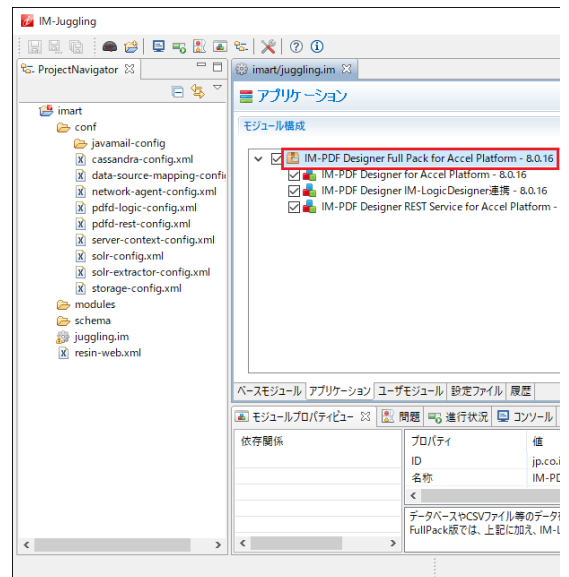 IM-Juggling
ProjectNavigator
imart
conf
javamail-config
cassandra-config.xml
data-source-mapping-confi
network-agent-config.xml
pdfd-logic-config.xml
pdfd-rest-config.xml
server-context-config.xml
solr-config.xml
solr-extractor-config.xml
storage-config.xml
modules
schema
juggling.im
resin-web.xml
imart/juggling.im
アプリケーション
モジュール構成
IM-PDF Designer Full Pack for Accel Platform - 8.0.16
IM-PDF Designer for Accel Platform - 8.0.16
IM-PDF Designer IM-LogicDesigner連携 - 8.0.16
IM-PDF Designer REST Service for Accel Platform -
ベースモジュール アプリケーション ユーザモジュール 設定ファイル 履歴
モジュールプロパティビュー 問題 進行状況 コンソール
依存関係
プロパティ 値
ID jp.co.i
名称 IM-PD
データベースやCSVファイル等のデータ
FullPack版では、上記に加え、IM-L